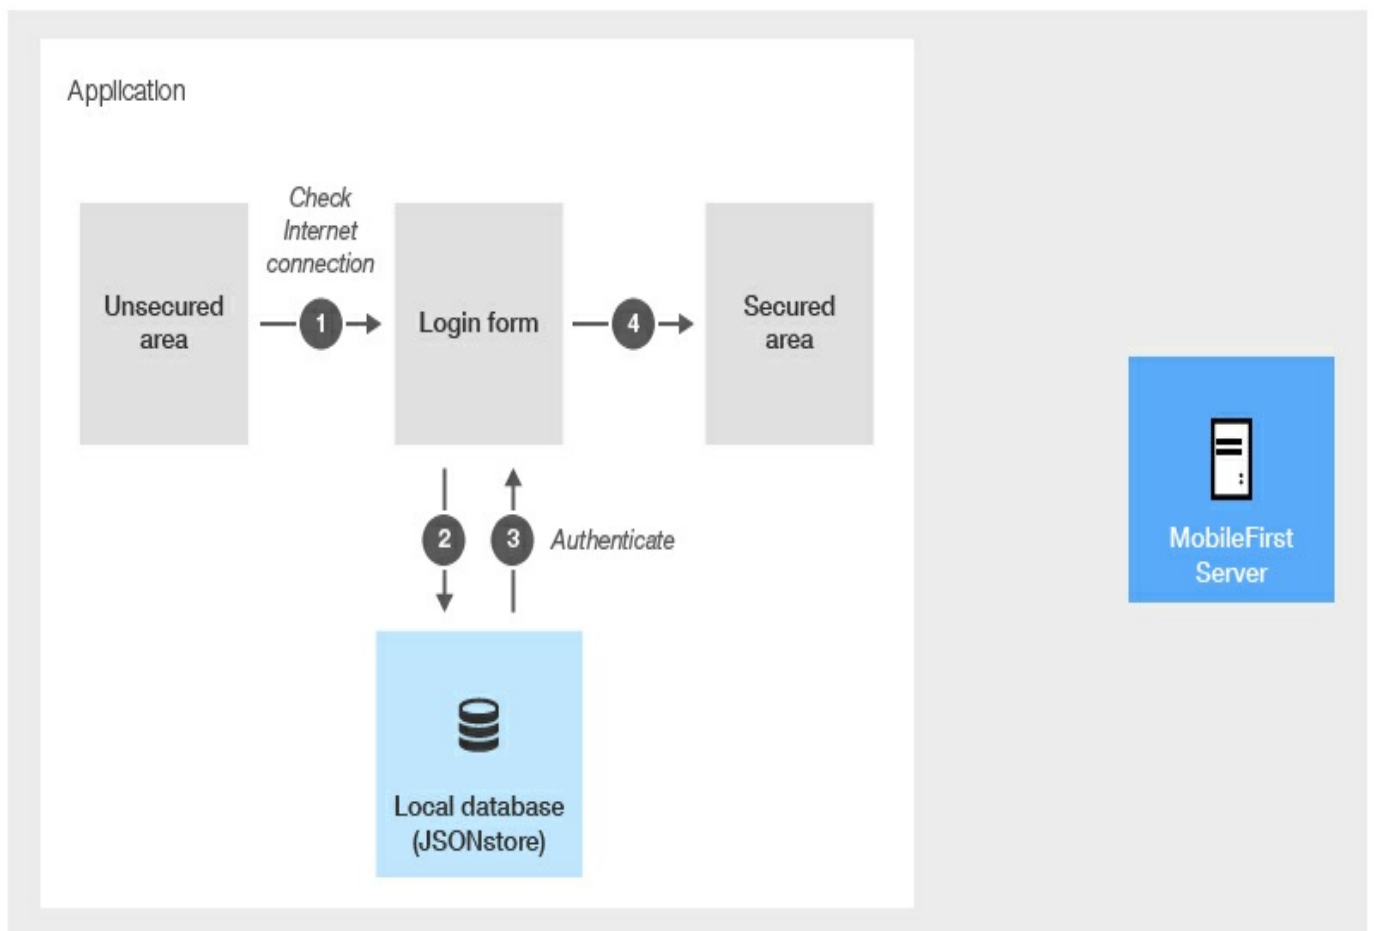 Application
Check
Internet
connection
Unsecured
area
1
Login form
4
Secured
area
2
3
Authenticate
MobileFirst
Server
Local database
(JSONstore)